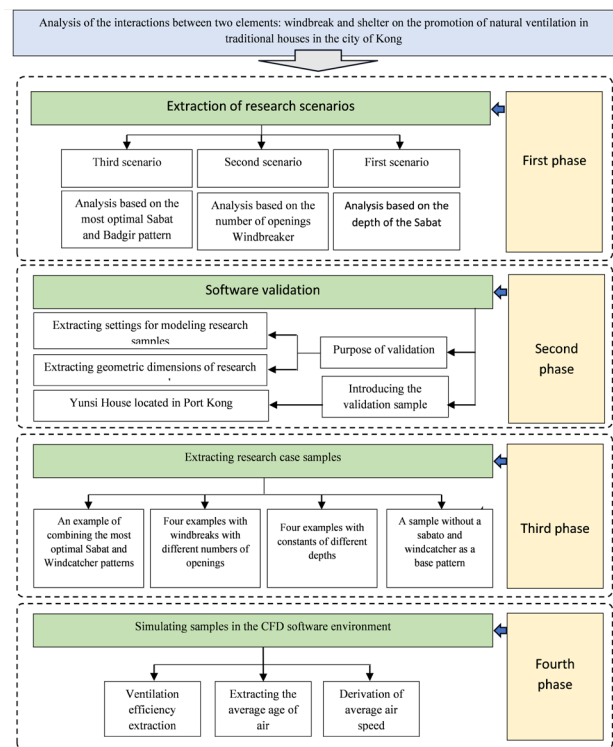 Analysis of the interactions between two elements: windbreak and shelter on the promotion of natural ventilation in
traditional houses in the city of Kong
Extraction of research scenarios
First phase
Third scenario
Second scenario
First scenario
Analysis based on the
most optimal Sabat
and Badgir pattern
Analysis based on the
number of openings
Windbreaker
Analysis based on the
depth of the Sabat
Software validation
Second
phase
Extracting settings for modeling research
samples
Purpose of validation
Extracting geometric dimensions of research
Introducing the
validation sample
Yunsi House located in Port Kong
Extracting research case samples
Third phase
An example of
combining the most
optimal Sabat and
Windcatcher patterns
Four examples with
windbreaks with
different numbers of
openings
Four examples with
constants of different
depths
A sample without a
sabato and
windcatcher as a
base pattern
Simulating samples in the CFD software environment
Fourth
phase
Ventilation
efficiency
extraction
Extracting the
average age of
air
Derivation of
average air
speed